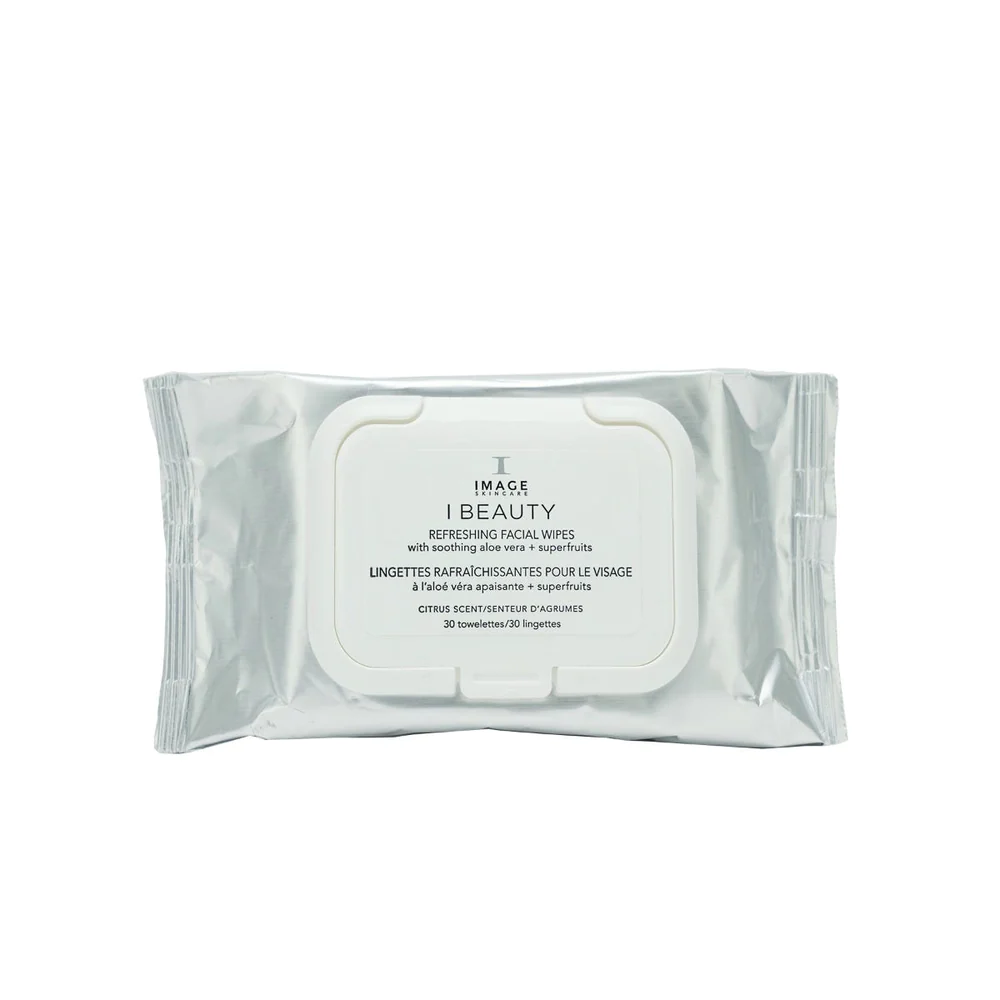 I
IMAGE
SKINCARE
I BEAUTY
REFRESHING FACIAL WIPES
with soothing aloe vera + superfruits
LINGETTES RAFRAÎCHISSANTES POUR LE VISAGE
à l'aloé véra apaisante + superfruits
CITRUS SCENT/SENTEUR D'AGRUMES
30 towelettes/30 lingettes